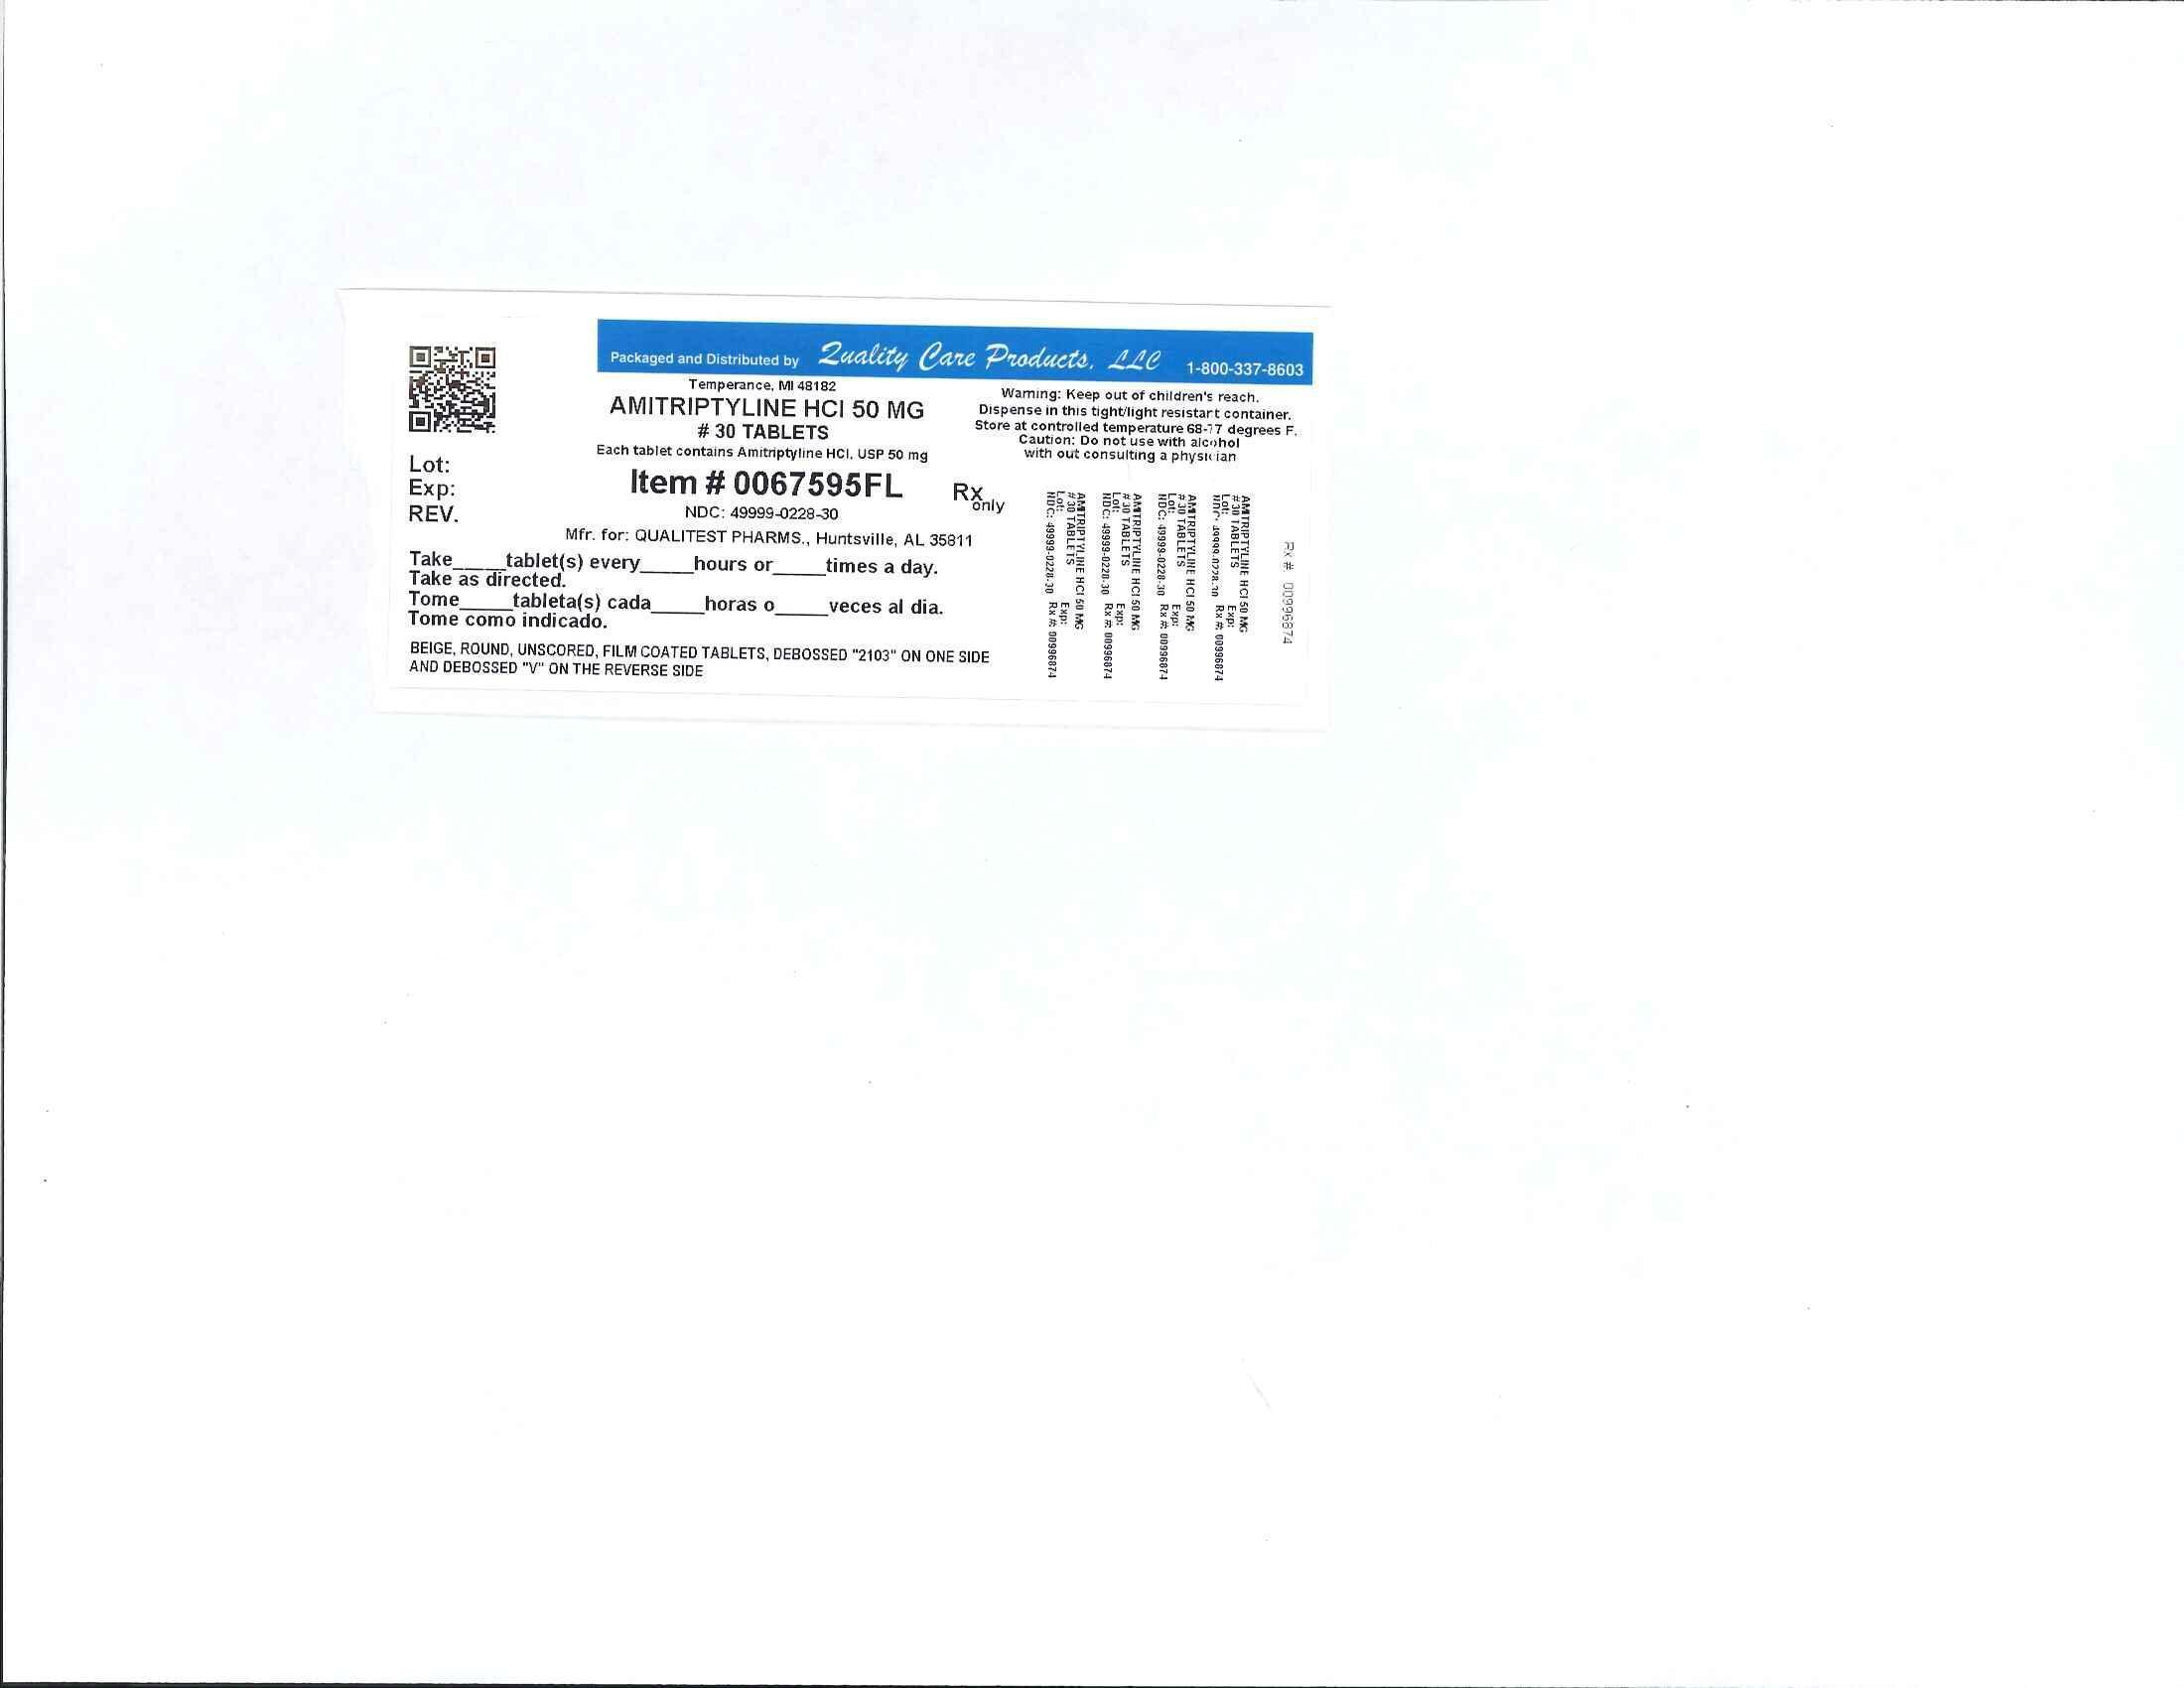 Packaged and Distributed by Quality Care Products, LLC 1-800-337-8603
Temperance, MI 48182
AMITRIPTYLINE HCl 50 MG
# 30 TABLETS
Each tablet contains Amitriptyline HCl, USP 50 mg
Item # 0067595FL
Rx only
NDC: 49999-0228-30
Mfr. for: QUALITEST PHARMS., Huntsville, AL 35811
Warning: Keep out of children's reach.
Dispense in this tight/light resistart container.
Store at controlled temperature 68-77 degrees F.
Caution: Do not use with alcohol
with out consulting a physician
Lot:
Exp:
REV.
Take_____tablet(s) every_____hours or_____times a day.
Take as directed.
Tome_____tableta(s) cada_____horas o_____veces al dia.
Tome como indicado.
BEIGE, ROUND, UNSCORED, FILM COATED TABLETS, DEBOSSED "2103" ON ONE SIDE
AND DEBOSSED "V" ON THE REVERSE SIDE
AMITRIPTYLINE HCl 50 MG
# 30 TABLETS
Lot: Exp:
NDC: 49999-0228-30 Rx #: 00996874
AMITRIPTYLINE HCl 50 MG
# 30 TABLETS
Lot: Exp:
NDC: 49999-0228-30 Rx #: 00996874
AMITRIPTYLINE HCl 50 MG
# 30 TABLETS
Lot: Exp:
NDC: 49999-0228-30 Rx #: 00996874
AMITRIPTYLINE HCl 50 MG
# 30 TABLETS
Lot: Exp:
NDC: 49999-0228-30 Rx #: 00996874
Rx # 00996874